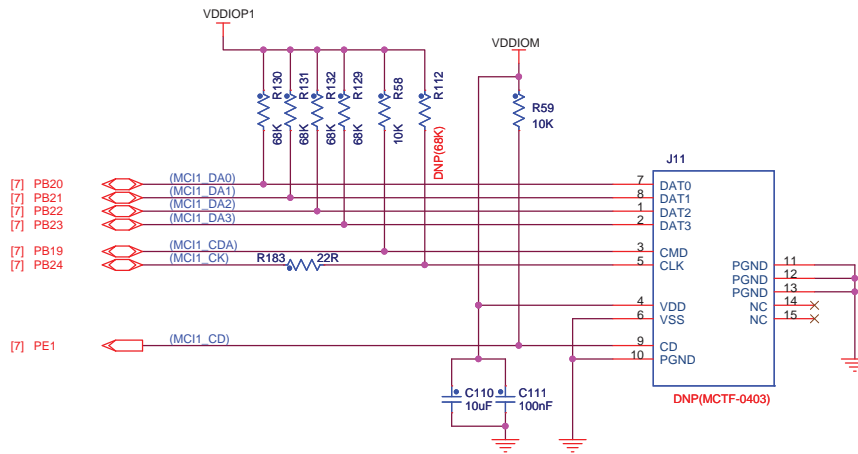 VDDIOP1
VDDIOM
R130
68K
R131
68K
R132
68K
R129
68K
R58
10K
R112
DNP(68K)
R59
10K
J11
[7] PB20 (MCI1_DA0) 7 DAT0
[7] PB21 (MCI1_DA1) 8 DAT1
[7] PB22 (MCI1_DA2) 1 DAT2
[7] PB23 (MCI1_DA3) 2 DAT3
[7] PB19 (MCI1_CDA) 3 CMD
[7] PB24 (MCI1_CK) R183 22R 5 CLK
PGND 11
PGND 12
PGND 13
4 VDD NC 14
6 VSS NC 15
[7] PE1 (MCI1_CD) 9 CD
10 PGND
C110
10uF
C111
100nF
DNP(MCTF-0403)